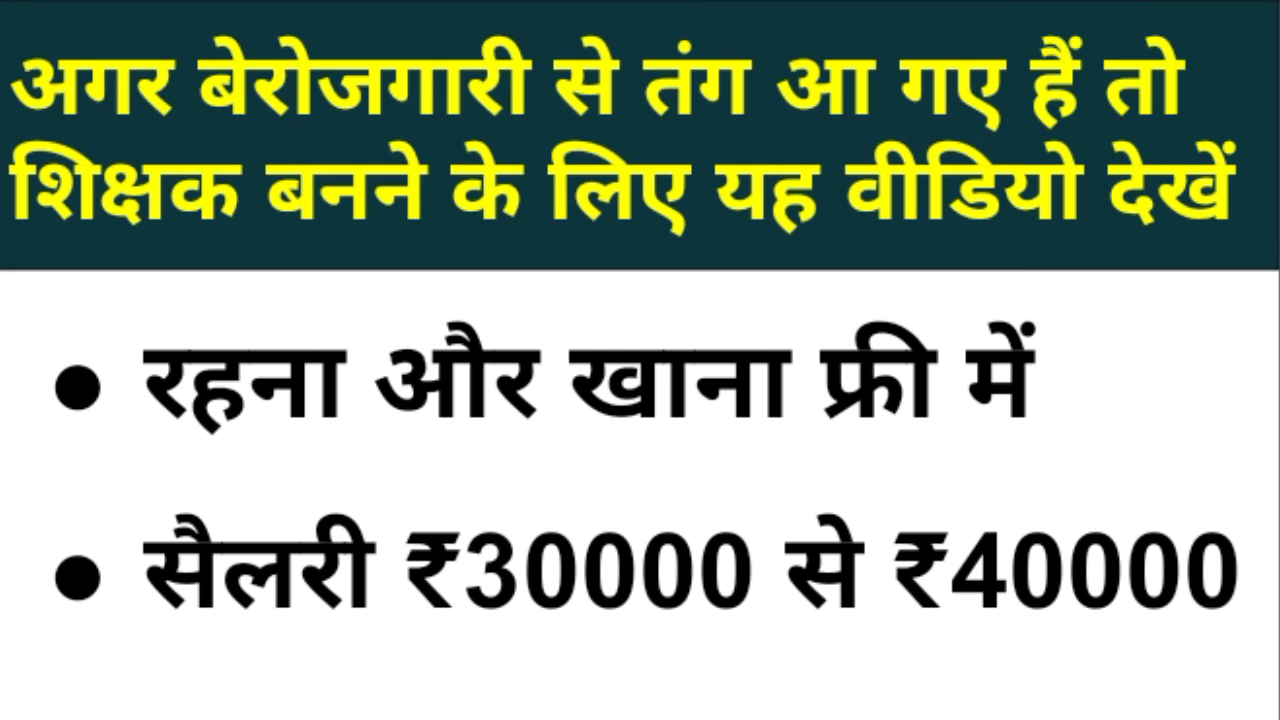 अगर बेरोजगारी से तंग आ गए हैं तो
शिक्षक बनने के लिए यह वीडियो देखें
• रहना और खाना फ्री में
• सैलरी ₹30000 से ₹40000